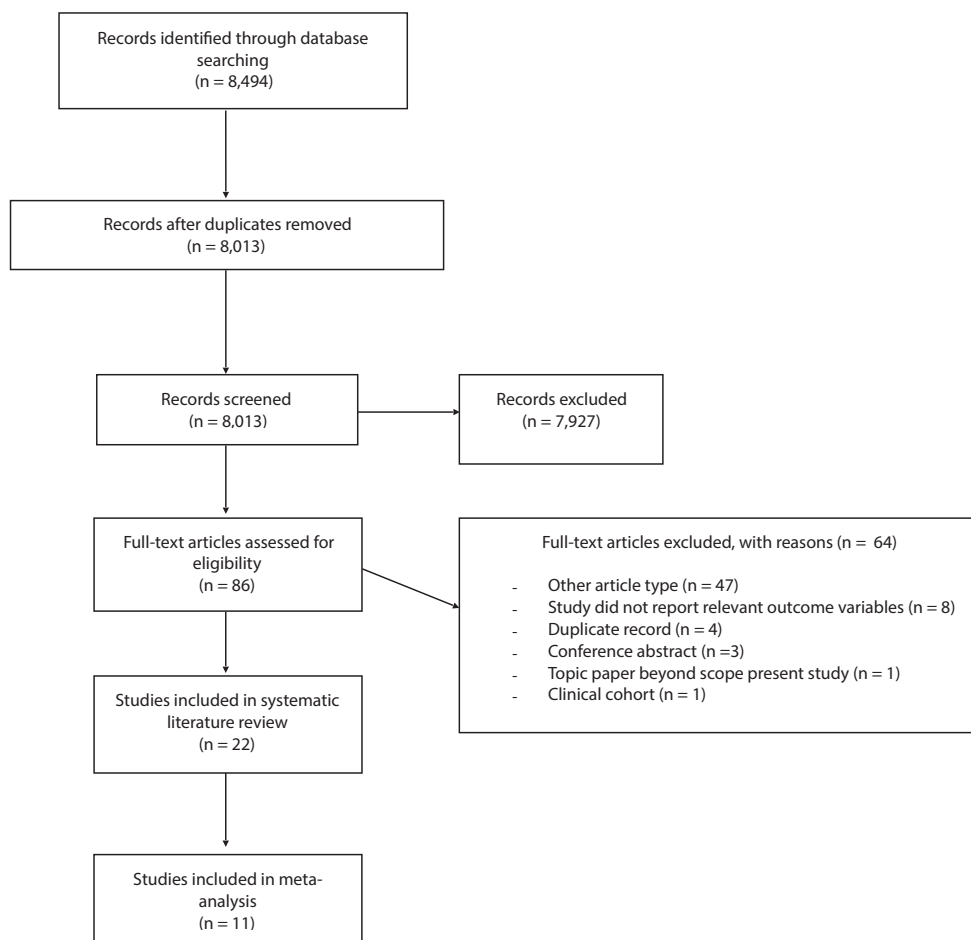 Records identified through database
searching
(n = 8,494)
Records after duplicates removed
(n = 8,013)
Records screened
(n = 8,013)
Records excluded
(n = 7,927)
Full-text articles assessed for
eligibility
(n = 86)
Full-text articles excluded, with reasons (n = 64)
- Other article type (n = 47)
- Study did not report relevant outcome variables (n = 8)
- Duplicate record (n = 4)
- Conference abstract (n =3)
- Topic paper beyond scope present study (n = 1)
- Clinical cohort (n = 1)
Studies included in systematic
literature review
(n = 22)
Studies included in meta-
analysis
(n = 11)